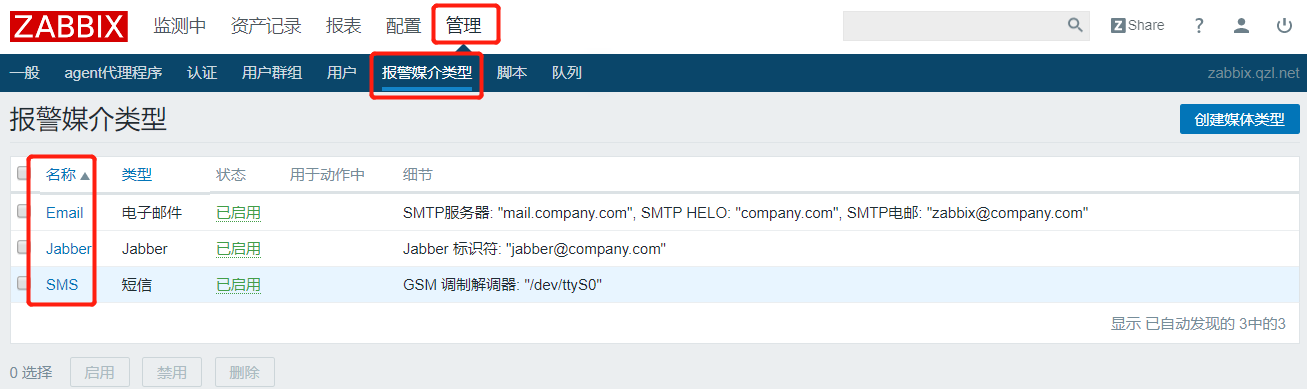 ZABBIX 监测中 资产记录 报表 配置 管理 Z Share ?
一般 agent代理程序 认证 用户群组 用户 报警媒介类型 脚本 队列 zabbix.qzl.net
报警媒介类型 创建媒体类型
名称▲ 类型 状态 用于动作中 细节
Email 电子邮件 已启用 SMTP服务器: "mail.company.com", SMTP HELO: "company.com", SMTP电邮: "zabbix@company.com"
Jabber Jabber 已启用 Jabber 标识符: "jabber@company.com"
SMS 短信 已启用 GSM 调制解调器: "/dev/ttyS0"
显示 已自动发现的 3中的3
0 选择 启用 禁用 删除